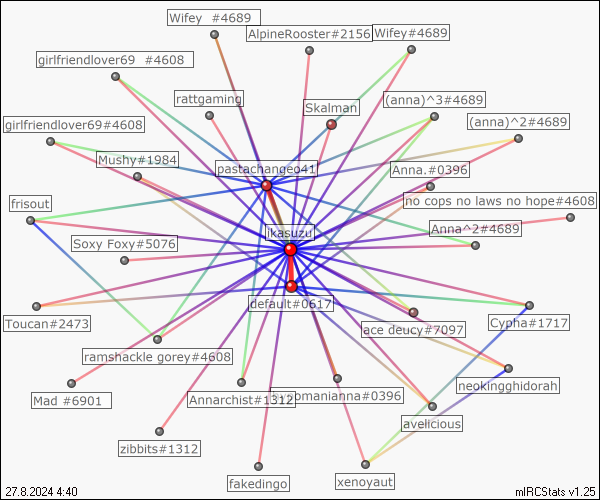 Wifey  #4689
AlpineRooster#2156
Wifey#4689
girlfriendlover69  #4608
rattgaming
Skalman
(anna)^3#4689
girlfriendlover69#4608
(anna)^2#4689
Mushy#1984
pastachangeo41
Anna.#0396
frisout
no cops no laws no hope#4608
ikasuzu
Anna^2#4689
Soxy Foxy#5076
default#0617
Toucan#2473
ace deucy#7097
Cypha#1717
ramshackle gorey#4608
neokingghidorah
Mad #6901
Annarchist#1312
manianna#0396
avelicious
zibbits#1312
fakedingo
xenoyaut
27.8.2024 4:40
mIRCStats v1.25